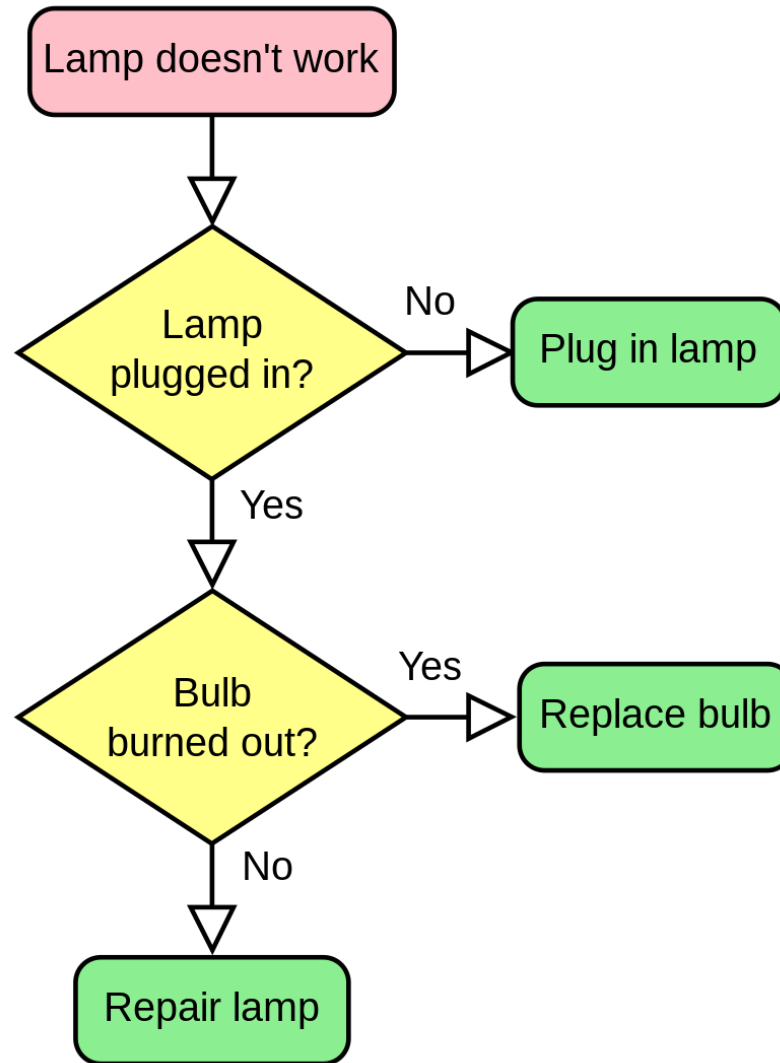 Lamp doesn't work
Lamp
plugged in?
No
Plug in lamp
Yes
Bulb
burned out?
Yes
Replace bulb
No
Repair lamp